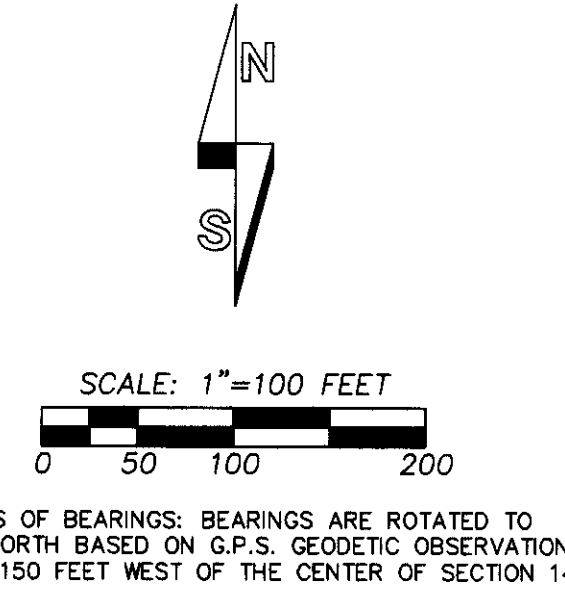 N
S
SCALE: 1"=100 FEET
0 50 100 200
OF BEARINGS: BEARINGS ARE ROTATED TO
BASED ON G.P.S. GEODETIC OBSERVATION
150 FEET WEST OF THE CENTER OF SECTION